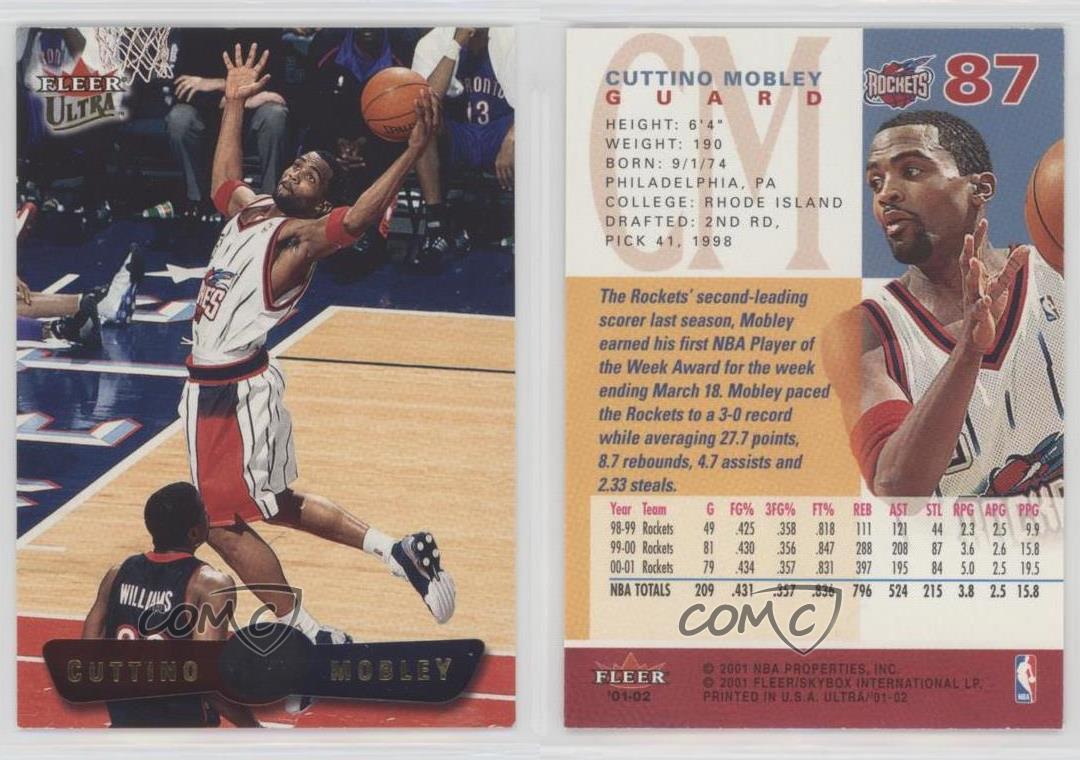 FLEER
ULTRA
RONTO
13
ROCKETS
WILLIAMS
COMC
CUTTINO MOBLEY
CM
CUTTINO MOBLEY
GUARD
HEIGHT: 6'4"
WEIGHT: 190
BORN: 9/1/74
PHILADELPHIA, PA
COLLEGE: RHODE ISLAND
DRAFTED: 2ND RD,
PICK 41, 1998
ROCKETS 87
The Rockets' second-leading
scorer last season, Mobley
earned his first NBA Player of
the Week Award for the week
ending March 18. Mobley paced
the Rockets to a 3-0 record
while averaging 27.7 points,
8.7 rebounds, 4.7 assists and
2.33 steals.
Year Team G FG% 3FG% FT% REB AST STL RPG APG PPG
98-99 Rockets 49 .425 .358 .818 111 121 44 2.3 2.5 9.9
99-00 Rockets 81 .430 .356 .847 288 208 87 3.6 2.6 15.8
00-01 Rockets 79 .434 .357 .831 397 195 84 5.0 2.5 19.5
NBA TOTALS 209 .431 .357 .836 796 524 215 3.8 2.5 15.8
COMC
FLEER
'01-02
© 2001 NBA PROPERTIES, INC.
© 2001 FLEER/SKYBOX INTERNATIONAL LP.
PRINTED IN U.S.A. ULTRA/'01-02
NBA